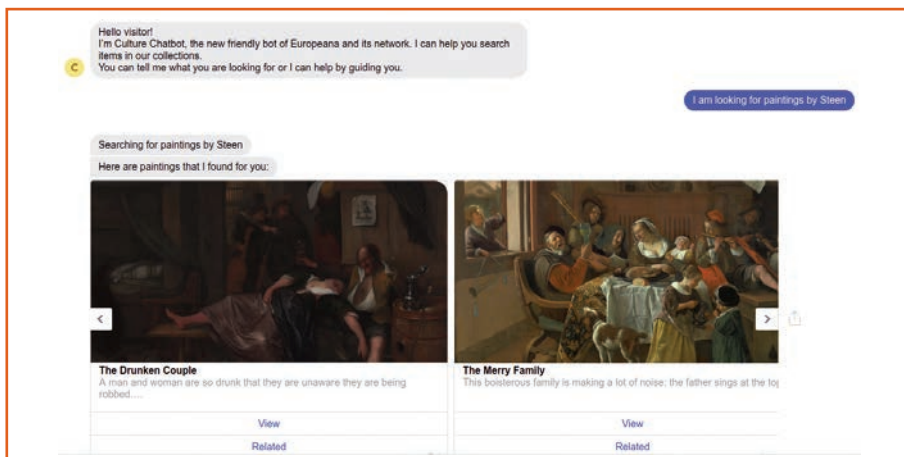 Hello visitor!
I'm Culture Chatbot, the new friendly bot of Europeana and its network. I can help you search
items in our collections.
You can tell me what you are looking for or I can help by guiding you.
C
I am looking for paintings by Steen
Searching for paintings by Steen
Here are paintings that I found for you:
The Drunken Couple
A man and woman are so drunk that they are unaware they are being
robbed....
View
Related
The Merry Family
This boisterous family is making a lot of noise: the father sings at the top
View
Related